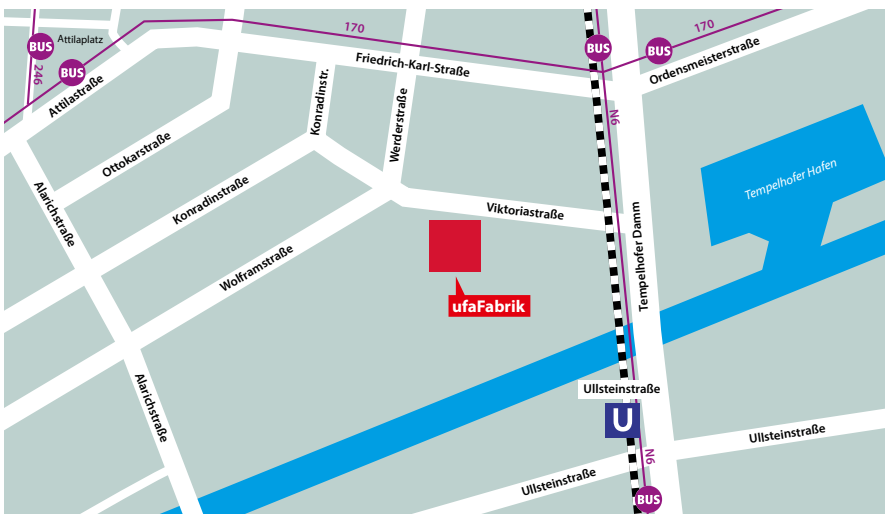 170
170
BUS
Attilaplatz
BUS
BUS
BUS
246
Friedrich-Karl-Straße
Ordensmeisterstraße
Attilastraße
Konradinstr.
Werderstraße
N6
Ottokarstraße
Tempelhofer Hafen
Alarichstraße
Konradinstraße
Viktoriastraße
Tempelhofer Damm
Wolframstraße
ufaFabrik
Alarichstraße
Ullsteinstraße
U
Ullsteinstraße
Ullsteinstraße
N6
BUS